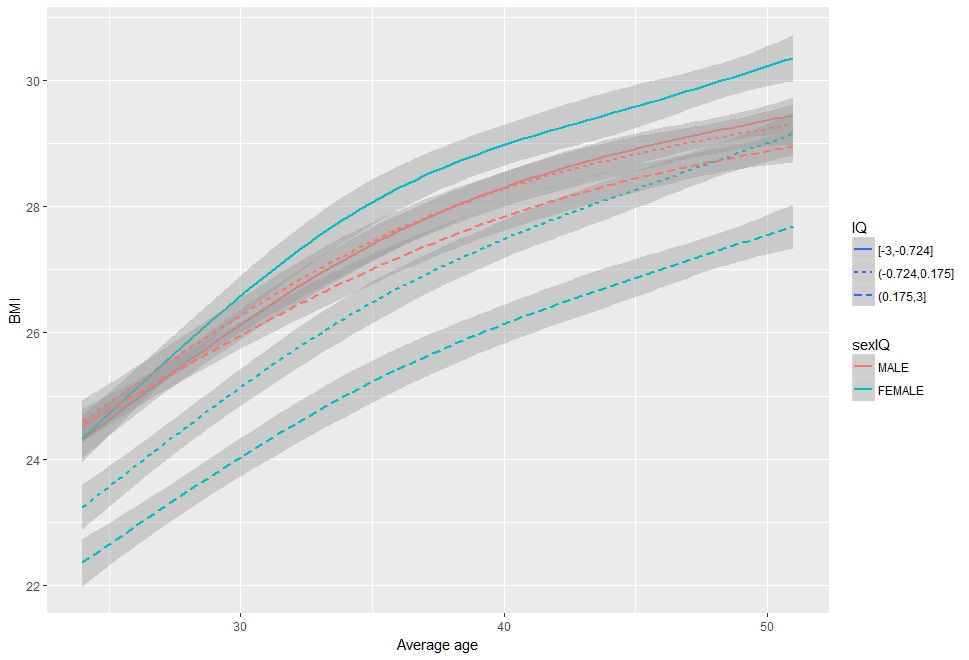 30
28
26
24
22
BMI
30
40
50
Average age
IQ
[-3,-0.724]
(-0.724,0.175]
(0.175,3]
sexIQ
MALE
FEMALE